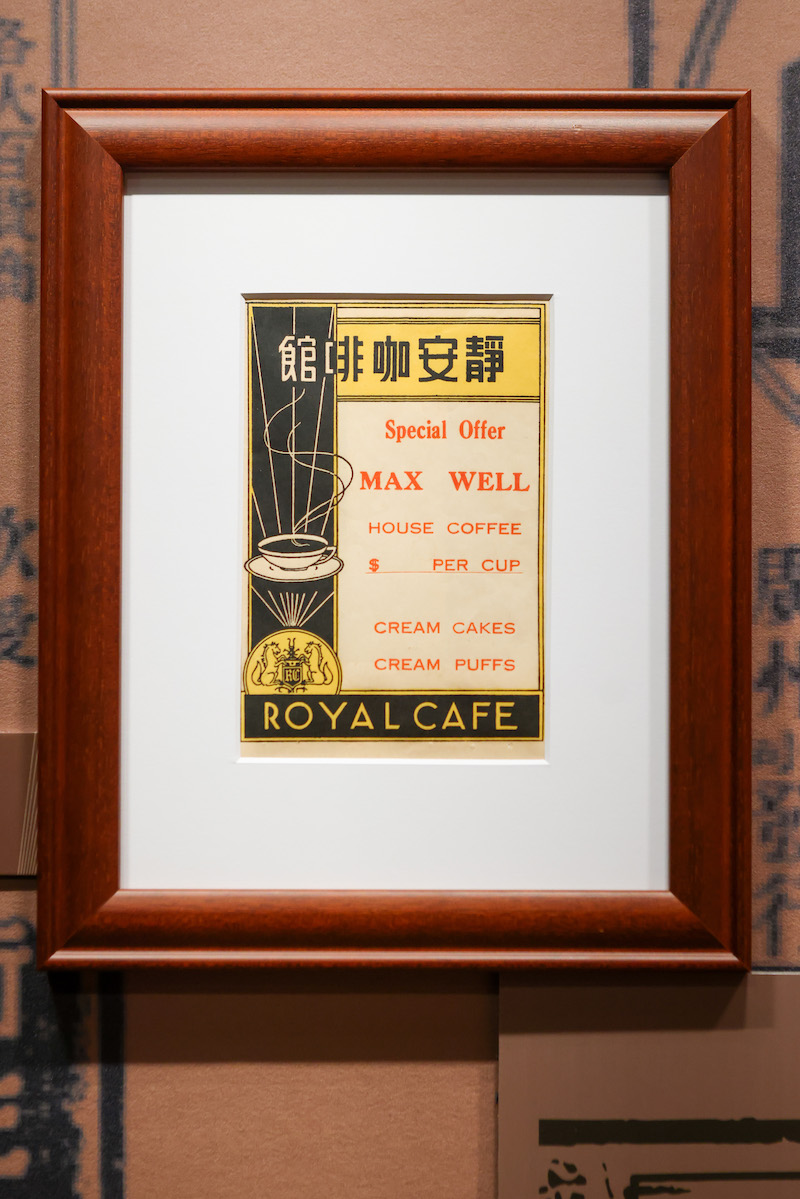 靜安咖啡館
Special Offer
MAX WELL
HOUSE COFFEE
$ PER CUP
CREAM CAKES
CREAM PUFFS
RC
ROYAL CAFE